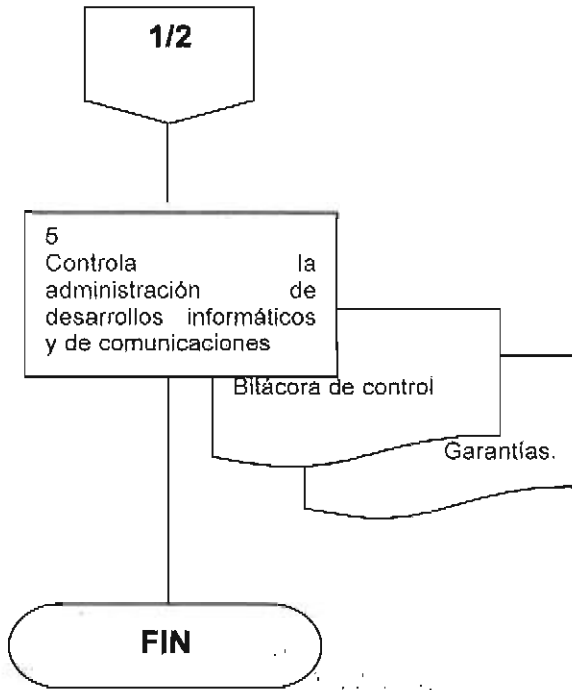 1/2
5
Controla la
administración de
desarrollos informáticos
y de comunicaciones
Bitácora de control
Garantías.
FIN